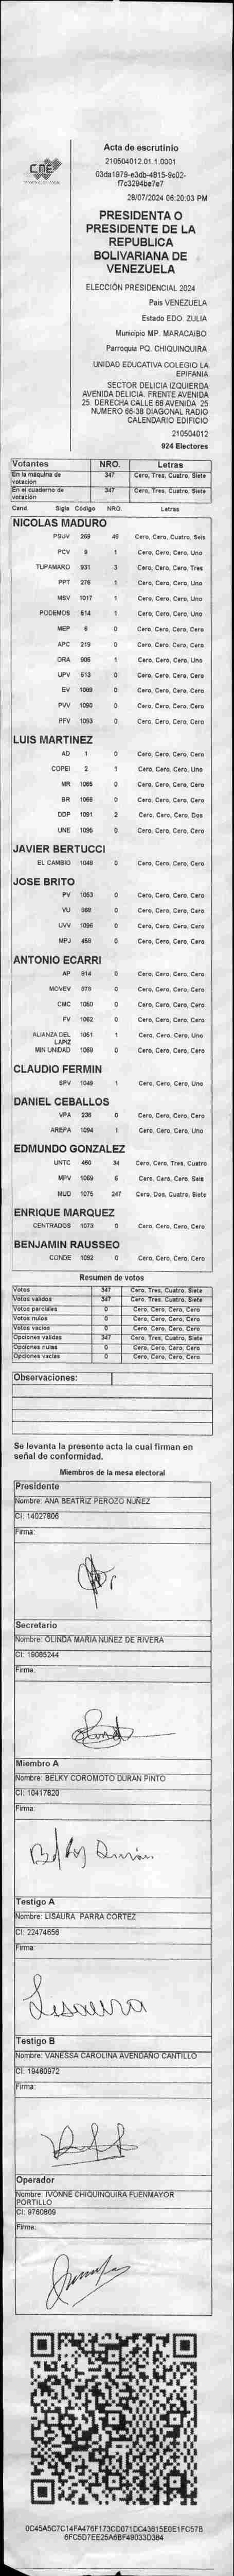 CNE
Acta de escrutinio
210504012.01.1.0001
03da1979-e3db-4815-9c02-
f7c3294be7e7
28/07/2024 06:20:03 PM
PRESIDENTA O
PRESIDENTE DE LA
REPUBLICA
BOLIVARIANA DE
VENEZUELA
ELECCIÓN PRESIDENCIAL 2024
Pais VENEZUELA
Estado EDO. ZULIA
Municipio MP. MARACAIBO
Parroquia PQ. CHIQUINQUIRA
UNIDAD EDUCATIVA COLEGIO LA
EPIFANIA
SECTOR DELICIA IZQUIERDA
AVENIDA DELICIA. FRENTE AVENIDA
25. DERECHA CALLE 66 AVENIDA 25
NUMERO 66-38 DIAGONAL RADIO
CALENDARIO EDIFICIO
210504012
924 Electores
Votantes NRO. Letras
En la maquina de votación 347 Cero, Tres, Cuatro, Siete
En el cuaderno de votación 347 Cero, Tres, Cuatro, Siete
Cand. Sigla Código NRO. Letras
NICOLAS MADURO
PSUV 269 46 Cero, Cero, Cuatro, Seis
PCV 9 1 Cero, Cero, Cero, Uno
TUPAMARO 931 3 Cero, Cero, Cero, Tres
PPT 276 1 Cero, Cero, Cero, Uno
MSV 1017 1 Cero, Cero, Cero, Uno
PODEMOS 614 1 Cero, Cero, Cero, Uno
MEP 6 0 Cero, Cero, Cero, Cero
APC 219 0 Cero, Cero, Cero, Cero
ORA 906 1 Cero, Cero, Cero, Uno
UPV 613 0 Cero, Cero, Cero, Cero
EV 1089 0 Cero, Cero, Cero, Cero
PVV 1090 0 Cero, Cero, Cero, Cero
PFV 1093 0 Cero, Cero, Cero, Cero
LUIS MARTINEZ
AD 1 0 Cero, Cero, Cero, Cero
COPEI 2 1 Cero, Cero, Cero, Uno
MR 1065 0 Cero, Cero, Cero, Cero
BR 1066 0 Cero, Cero, Cero, Cero
DDP 1091 2 Cero, Cero, Cero, Dos
UNE 1096 0 Cero, Cero, Cero, Cero
JAVIER BERTUCCI
EL CAMBIO 1040 0 Cero, Cero, Cero, Cero
JOSE BRITO
PV 1053 0 Cero, Cero, Cero, Cero
VU 968 0 Cero, Cero, Cero, Cero
UVV 1096 0 Cero, Cero, Cero, Cero
MPJ 458 0 Cero, Cero, Cero, Cero
ANTONIO ECARRI
AP 914 0 Cero, Cero, Cero, Cero
MOVEV 878 0 Cero, Cero, Cero, Cero
CMC 1050 0 Cero, Cero, Cero, Cero
FV 1062 0 Cero, Cero, Cero, Cero
ALIANZA DEL LAPIZ 1051 1 Cero, Cero, Cero, Uno
MIN UNIDAD 1069 0 Cero, Cero, Cero, Cero
CLAUDIO FERMIN
SPV 1049 1 Cero, Cero, Cero, Uno
DANIEL CEBALLOS
VPA 236 0 Cero, Cero, Cero, Cero
AREPA 1094 1 Cero, Cero, Cero, Uno
EDMUNDO GONZALEZ
UNTC 460 34 Cero, Cero, Tres, Cuatro
MPV 1069 6 Cero, Cero, Cero, Seis
MUD 1075 247 Cero, Dos, Cuatro, Siete
ENRIQUE MARQUEZ
CENTRADOS 1073 0 Cero, Cero, Cero, Cero
BENJAMIN RAUSSEO
CONDE 1092 0 Cero, Cero, Cero, Cero
Resumen de votos
Votos 347 Cero, Tres, Cuatro, Siete
Votos validos 347 Cero, Tres, Cuatro, Siete
Votos parciales 0 Cero, Cero, Cero, Cero
Votos nulos 0 Cero, Cero, Cero, Cero
Votos vacios 0 Cero, Cero, Cero, Cero
Opciones validas 347 Cero, Tres, Cuatro, Siete
Opciones nulas 0 Cero, Cero, Cero, Cero
Opciones vacias 0 Cero, Cero, Cero, Cero
Observaciones:
Se levanta la presente acta la cual firman en
señal de conformidad.
Miembros de la mesa electoral
Presidente
Nombre: ANA BEATRIZ PEROZO NUÑEZ
CI: 14027806
Firma:
Secretario
Nombre: OLINDA MARIA NUÑEZ DE RIVERA
CI: 19085244
Firma:
Miembro A
Nombre: BELKY COROMOTO DURAN PINTO
CI: 10417820
Firma:
Belky Durán
Testigo A
Nombre: LISAURA PARRA CORTEZ
CI: 22474656
Firma:
Lisaura
Testigo B
Nombre: VANESSA CAROLINA AVENDAÑO CANTILLO
CI: 19460972
Firma:
Operador
Nombre: IVONNE CHIQUINQUIRA FUENMAYOR
PORTILLO
CI: 9760809
Firma:
0C45A5C7C14FA476F173CD071DC43615E0E1FC57B
6FC5D7EE25A6BF49033D384